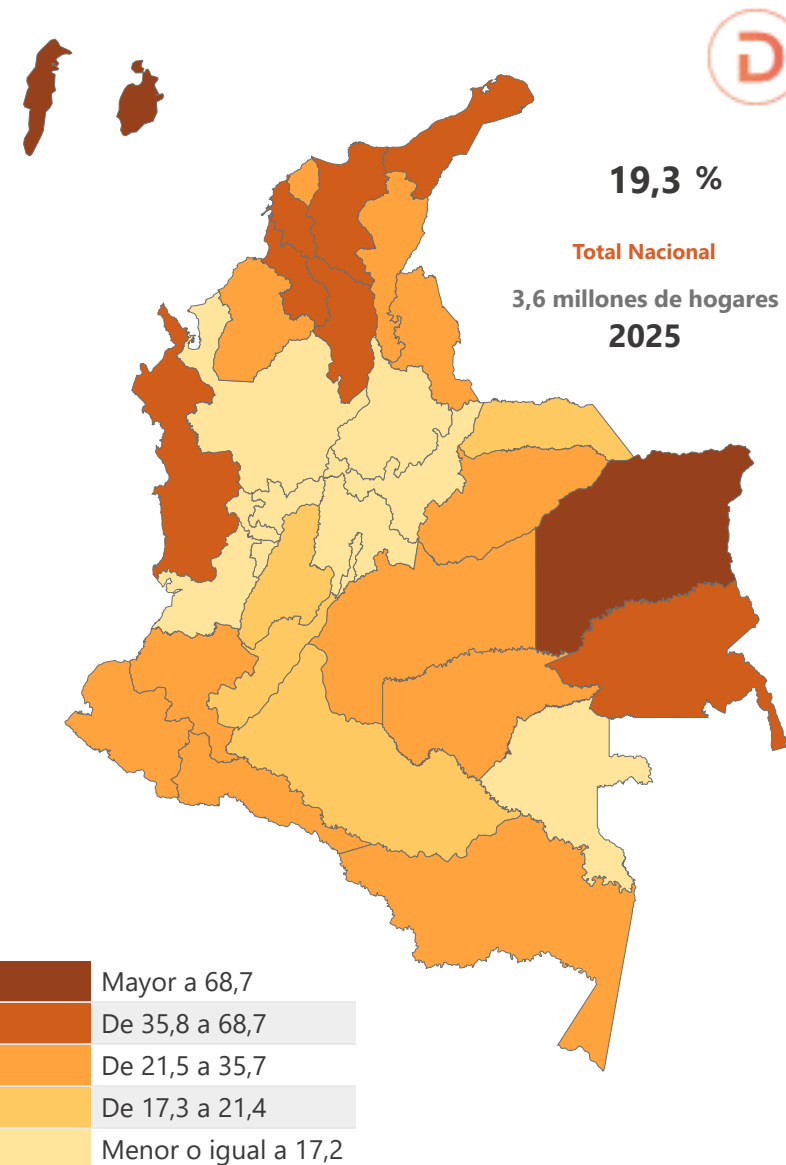 D
19,3 %
Total Nacional
3,6 millones de hogares
2025
Mayor a 68,7
De 35,8 a 68,7
De 21,5 a 35,7
De 17,3 a 21,4
Menor o igual a 17,2